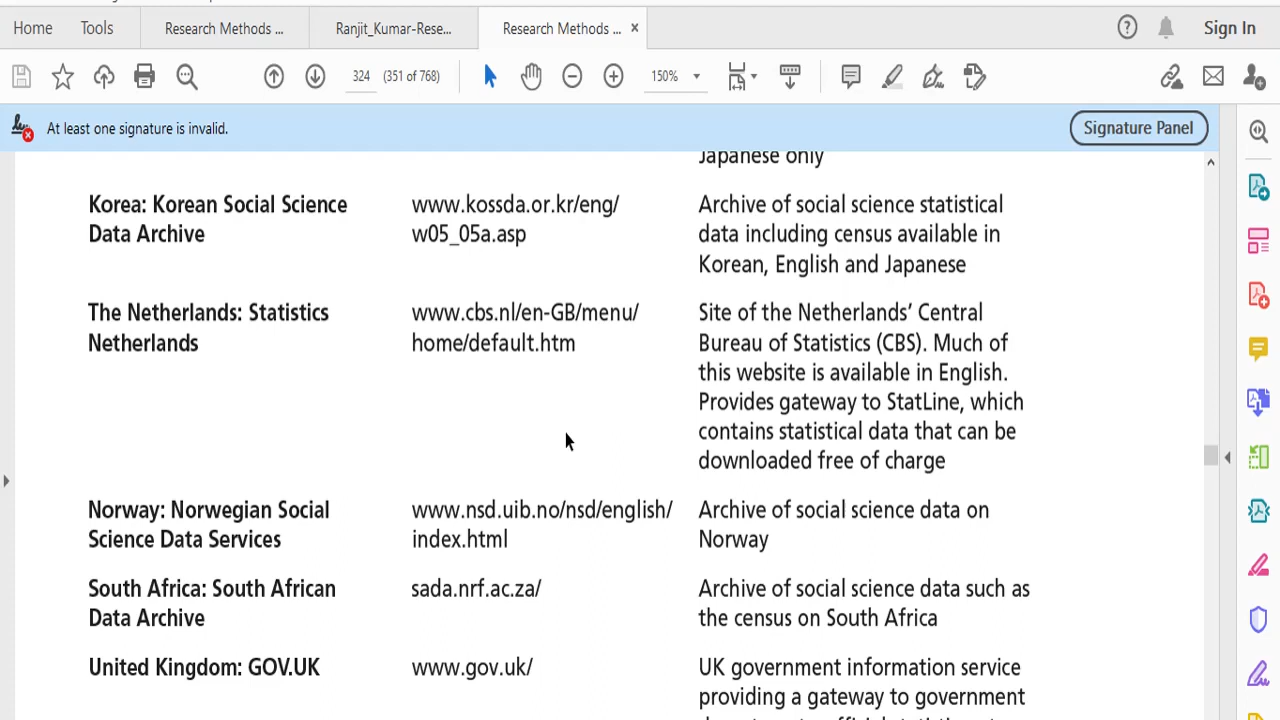 Home Tools Research Methods ... Ranjit_Kumar-Rese... Research Methods ... × Sign In
324 (351 of 768) 150%
At least one signature is invalid. Signature Panel
Japanese only
Korea: Korean Social Science www.kossda.or.kr/eng/ Archive of social science statistical
Data Archive w05_05a.asp data including census available in
Korean, English and Japanese
The Netherlands: Statistics www.cbs.nl/en-GB/menu/ Site of the Netherlands’ Central
Netherlands home/default.htm Bureau of Statistics (CBS). Much of
this website is available in English.
Provides gateway to StatLine, which
contains statistical data that can be
downloaded free of charge
Norway: Norwegian Social www.nsd.uib.no/nsd/english/ Archive of social science data on
Science Data Services index.html Norway
South Africa: South African sada.nrf.ac.za/ Archive of social science data such as
Data Archive the census on South Africa
United Kingdom: GOV.UK www.gov.uk/ UK government information service
providing a gateway to government